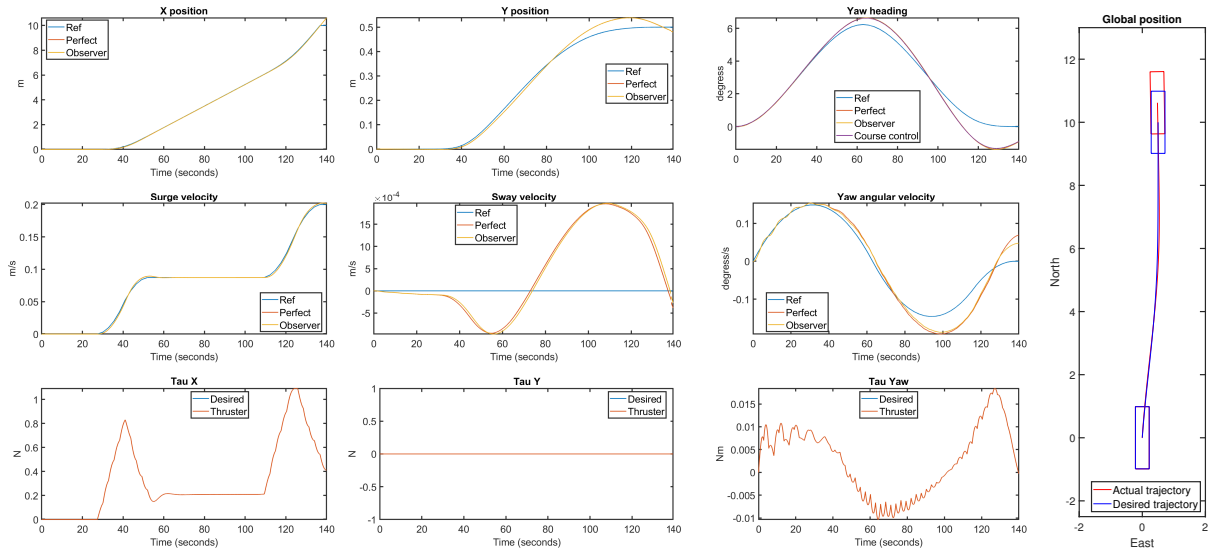 X position
10
8
6
4
2
0
m
Ref
Perfect
Observer
0 20 40 60 80 100 120 140
Time (seconds)
Y position
0.5
0.4
0.3
0.2
0.1
0
m
Ref
Perfect
Observer
0 20 40 60 80 100 120 140
Time (seconds)
Yaw heading
6
4
2
0
degress
Ref
Perfect
Observer
Course control
0 20 40 60 80 100 120 140
Time (seconds)
Surge velocity
0.2
0.15
0.1
0.05
0
m/s
Ref
Perfect
Observer
0 20 40 60 80 100 120 140
Time (seconds)
Sway velocity
×10-4
15
10
5
0
-5
m/s
Ref
Perfect
Observer
0 20 40 60 80 100 120 140
Time (seconds)
Yaw angular velocity
0.1
0
-0.1
degress/s
Ref
Perfect
Observer
0 20 40 60 80 100 120 140
Time (seconds)
Tau X
1
0.8
0.6
0.4
0.2
0
N
Desired
Thruster
0 20 40 60 80 100 120 140
Time (seconds)
Tau Y
1
0.5
0
-0.5
-1
N
Desired
Thruster
0 20 40 60 80 100 120 140
Time (seconds)
Tau Yaw
0.015
0.01
0.005
0
-0.005
-0.01
Nm
Desired
Thruster
0 20 40 60 80 100 120 140
Time (seconds)
Global position
12
10
8
6
4
2
0
-2
North
Actual trajectory
Desired trajectory
-2 0 2
East